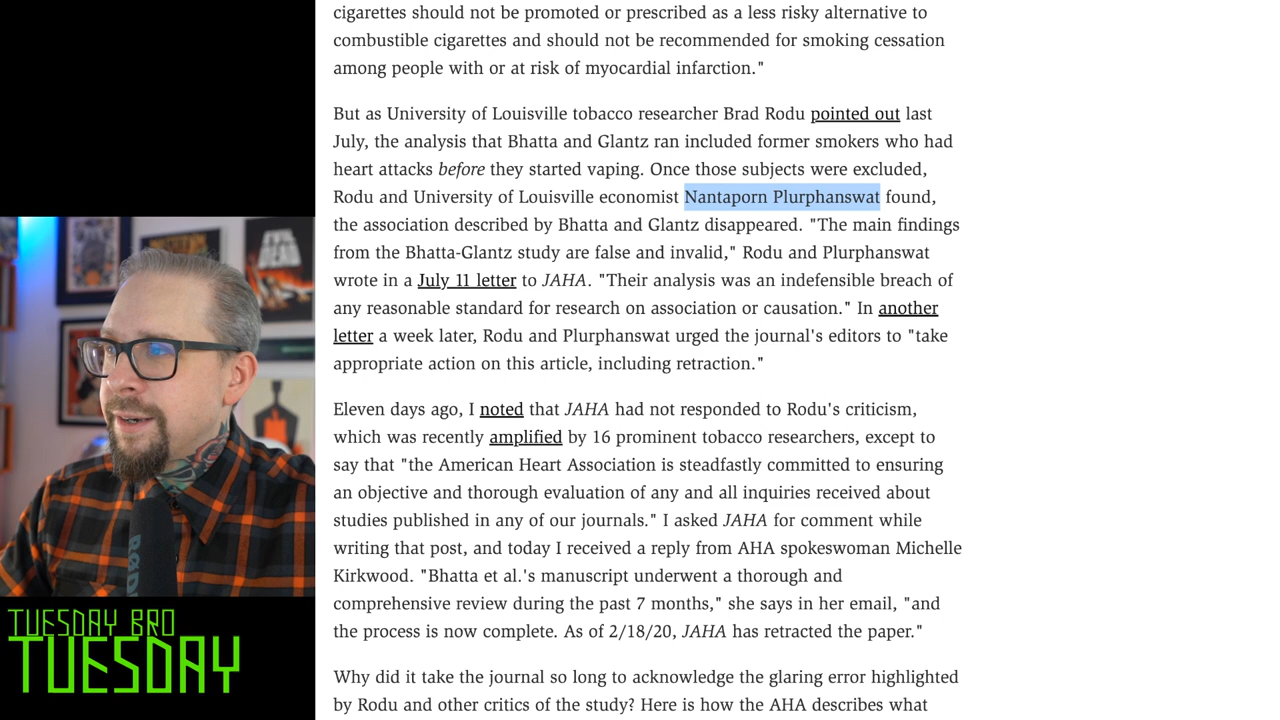 cigarettes should not be promoted or prescribed as a less risky alternative to
combustible cigarettes and should not be recommended for smoking cessation
among people with or at risk of myocardial infarction."
But as University of Louisville tobacco researcher Brad Rodu pointed out last
July, the analysis that Bhatta and Glantz ran included former smokers who had
heart attacks before they started vaping. Once those subjects were excluded,
Rodu and University of Louisville economist Nantaporn Plurphanswat found,
the association described by Bhatta and Glantz disappeared. "The main findings
from the Bhatta-Glantz study are false and invalid," Rodu and Plurphanswat
wrote in a July 11 letter to JAHA. "Their analysis was an indefensible breach of
any reasonable standard for research on association or causation." In another
letter a week later, Rodu and Plurphanswat urged the journal's editors to "take
appropriate action on this article, including retraction."
Eleven days ago, I noted that JAHA had not responded to Rodu's criticism,
which was recently amplified by 16 prominent tobacco researchers, except to
say that "the American Heart Association is steadfastly committed to ensuring
an objective and thorough evaluation of any and all inquiries received about
studies published in any of our journals." I asked JAHA for comment while
writing that post, and today I received a reply from AHA spokeswoman Michelle
Kirkwood. "Bhatta et al.'s manuscript underwent a thorough and
comprehensive review during the past 7 months," she says in her email, "and
the process is now complete. As of 2/18/20, JAHA has retracted the paper."
Why did it take the journal so long to acknowledge the glaring error highlighted
by Rodu and other critics of the study? Here is how the AHA describes what
EVIL
DEAD
TUESDAY BRO
TUESDAY